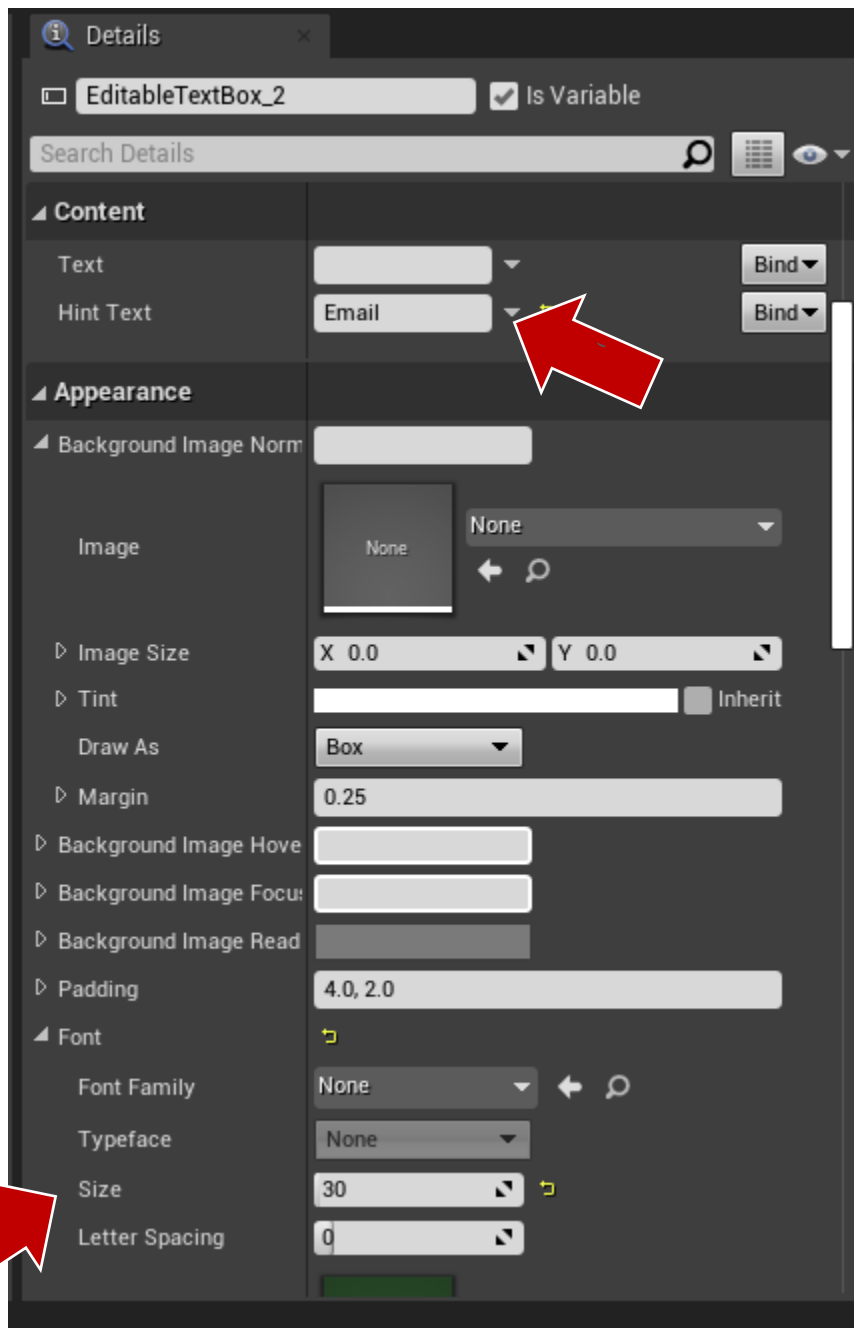 Details
EditableTextBox_2 Is Variable
Search Details
Content
Text Bind
Hint Text Email Bind
Appearance
Background Image Norm
Image None None
Image Size X 0.0 Y 0.0
Tint Inherit
Draw As Box
Margin 0.25
Background Image Hove
Background Image Focu
Background Image Read
Padding 4.0, 2.0
Font
Font Family None
Typeface None
Size 30
Letter Spacing 0